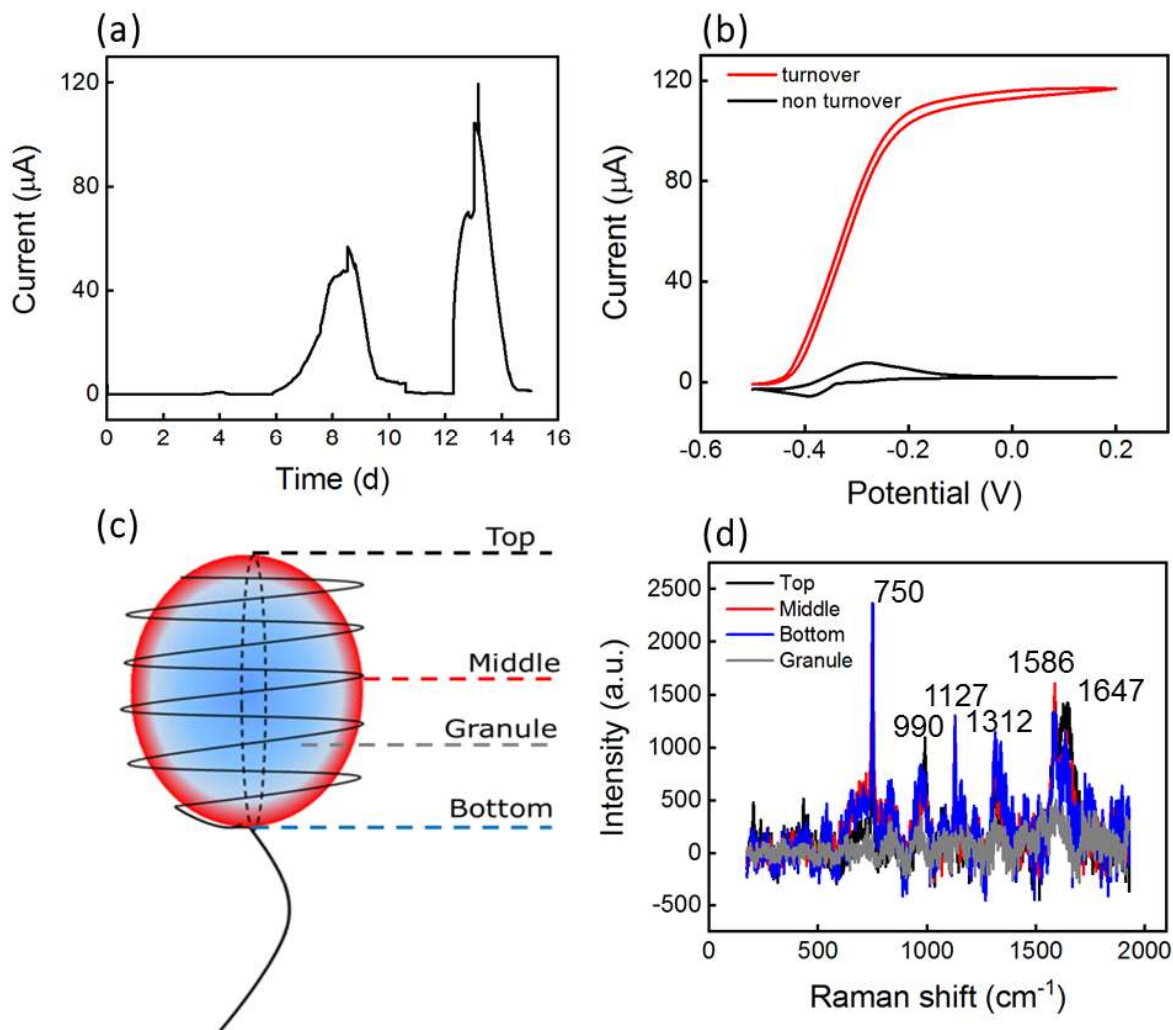 (a)
120
80
40
0
Current (μA)
0 2 4 6 8 10 12 14 16
Time (d)
(b)
turnover
non turnover
120
80
40
0
Current (μA)
-0.6 -0.4 -0.2 0.0 0.2
Potential (V)
(c)
Top
Middle
Granule
Bottom
(d)
Top
Middle
Bottom
Granule
750
990
1127
1312
1586
1647
2500
2000
1500
1000
500
0
-500
Intensity (a.u.)
0 500 1000 1500 2000
Raman shift (cm⁻¹)